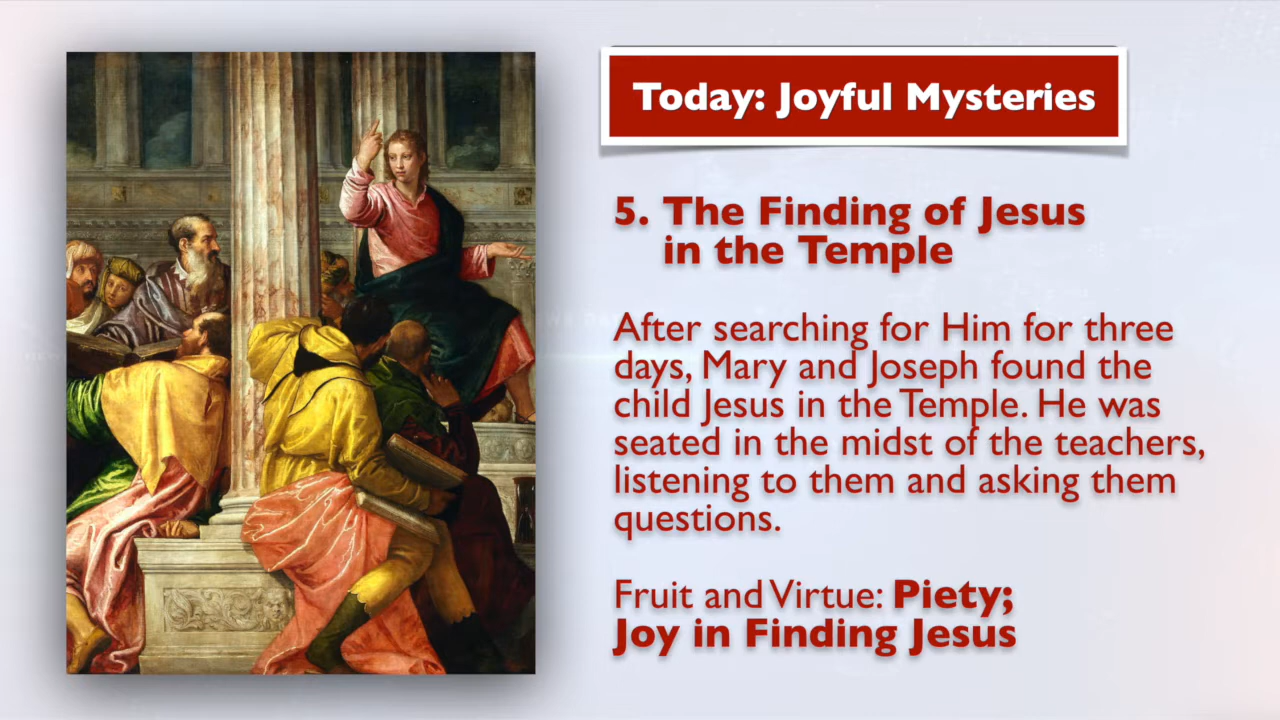 Today: Joyful Mysteries
5. The Finding of Jesus
in the Temple
After searching for Him for three
days, Mary and Joseph found the
child Jesus in the Temple. He was
seated in the midst of the teachers,
listening to them and asking them
questions.
Fruit and Virtue: Piety;
Joy in Finding Jesus